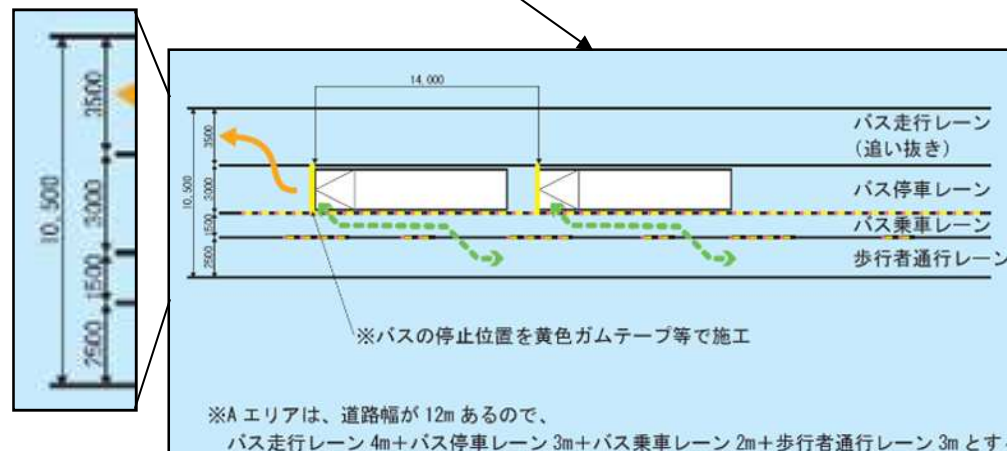 10,500
3500
3000
1500
2500
14,000
10,500
3500
3000
1500
2500
バス走行レーン
(追い抜き)
バス停車レーン
バス乗車レーン
歩行者通行レーン
※バスの停止位置を黄色ガムテープ等で施工
※Aエリアは、道路幅が12mあるので、
バス走行レーン4m+バス停車レーン3m+バス乗車レーン2m+歩行者通行レーン3mとす